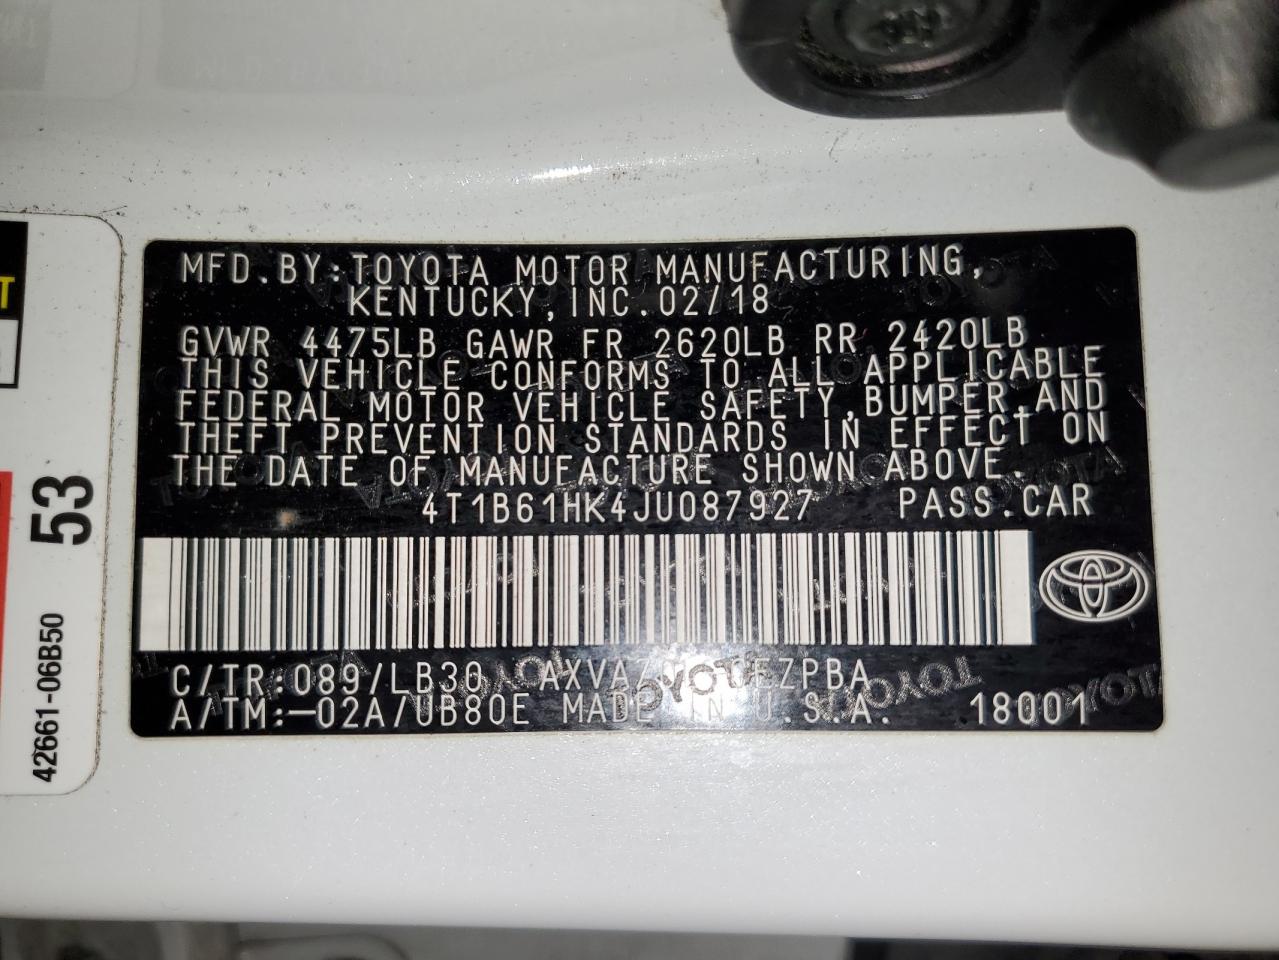 MFD.BY:TOYOTA MOTOR MANUFACTURING,
KENTUCKY,INC.02/18
GVWR 4475LB GAWR FR 2620LB RR 2420LB
THIS VEHICLE CONFORMS TO ALL APPLICABLE
FEDERAL MOTOR VEHICLE SAFETY,BUMPER,AND
THEFT PREVENTION STANDARDS IN EFFECT ON
THE DATE OF MANUFACTURE SHOWN ABOVE.
4T1B61HK4JU087927 PASS.CAR
C/TR:089/LB30
A/TM:-02A/UB80E MADE IN U.S.A. 18001
53
42661-06B50
T